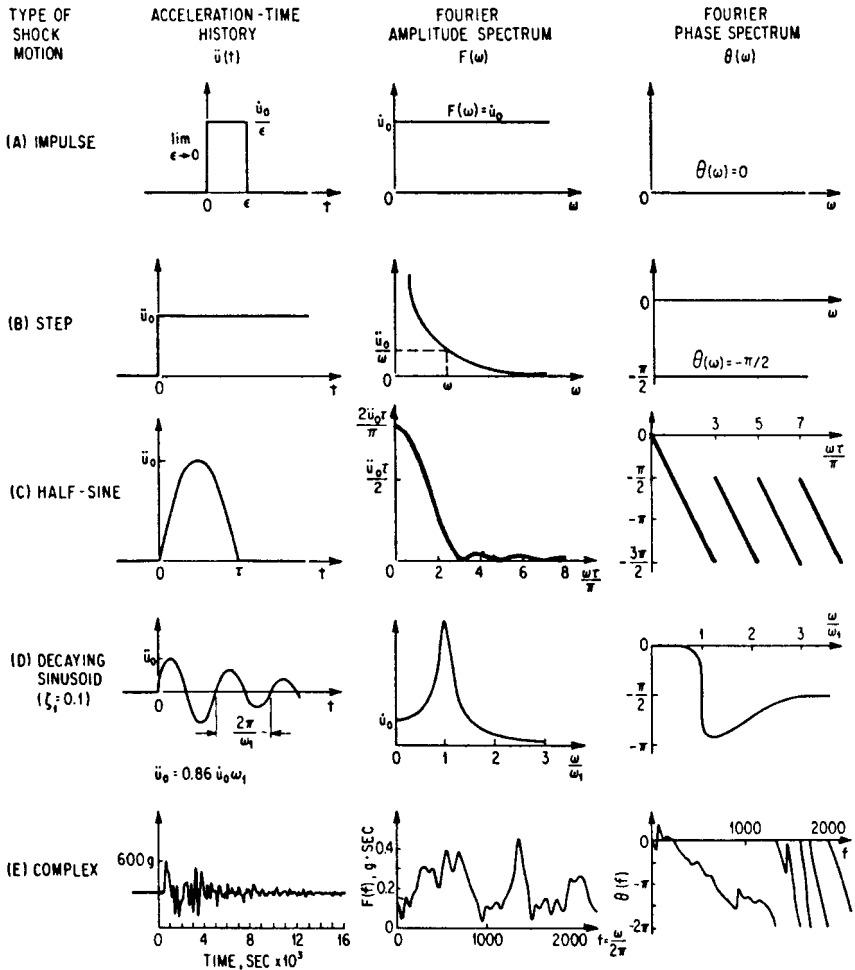 TYPE OF SHOCK MOTION
ACCELERATION-TIME HISTORY ü(t)
FOURIER AMPLITUDE SPECTRUM F(ω)
FOURIER PHASE SPECTRUM θ(ω)
(A) IMPULSE
lim ϵ→0
u̇₀/ϵ
0 ϵ t
u̇₀
F(ω)=u̇₀
0 ω
θ(ω)=0
0 ω
(B) STEP
ü₀
0 t
ü₀/ω
0 ω ω
0 ω
θ(ω)=-π/2
-π/2
(C) HALF-SINE
ü₀
0 τ t
2ü₀τ/π
ü₀τ/2
0
0 2 4 6 8 ωτ/π
3 5 7
0 ωτ/π
-π/2
-π
-3π/2
(D) DECAYING SINUSOID (ζ₁=0.1)
ü₀
0 t
2π/ω₁
ü₀ = 0.86 u̇₀ω₁
u̇₀
0 1 2 3 ω/ω₁
1 2 3 ω/ω₁
0
-π/2
-π
(E) COMPLEX
600 g
0 4 8 12 16
TIME, SEC ×10³
F(f), g·SEC
0.4
0.2
0
0 1000 2000 f=ω/2π
1000 2000
0 f
θ(f)
-π
-2π